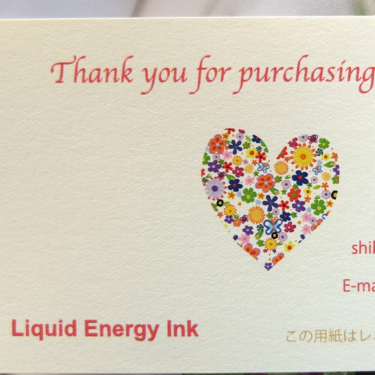 Thank you for purchasing
shi
E-ma
Liquid Energy Ink
この用紙はレ